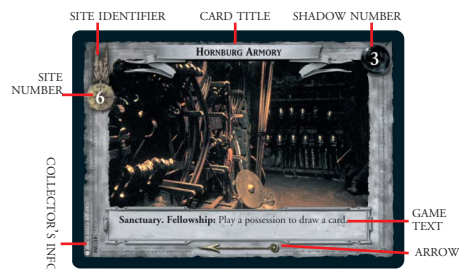 SITE IDENTIFIER
CARD TITLE
SHADOW NUMBER
HORNBURG ARMORY
3
SITE
NUMBER
6
COLLECTOR'S INFO
Sanctuary. Fellowship: Play a possession to draw a card.
GAME
TEXT
ARROW